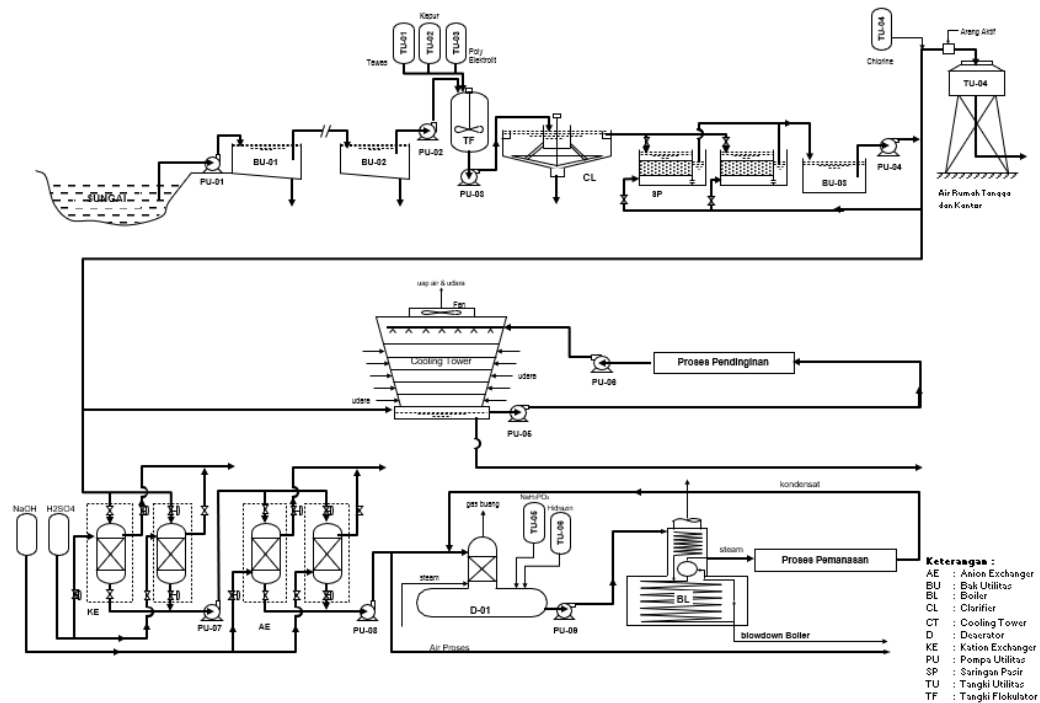 Kapur
TU-01
TU-02
TU-03
Tawas
Poly
Elektrolit
TU-04
Chlorine
Areng Aktif
TU-04
BU-01
BU-02
PU-02
TF
PU-01
PU-03
CL
SP
BU-03
PU-04
SUNGAI
Air Rumah Tangga
dan Kantor
uap air & udara
Fan
Cooling Tower
udara
udara
PU-06
Proses Pendinginan
PU-05
NaOH
H2SO4
KE
PU-07
AE
PU-08
gas buang
NaH2PO4
Hidrazin
TU-05
TU-06
steam
D-01
PU-09
BL
kondensat
steam
Proses Pemanasan
blowdown Boiler
Air Proses
Keterangan :
AE : Anion Exchanger
BU : Bak Utilitas
BL : Boiler
CL : Clarifier
CT : Cooling Tower
D : Deaerator
KE : Kation Exchanger
PU : Pompa Utilitas
SP : Saringan Pasir
TU : Tangki Utilitas
TF : Tangki Flokulator